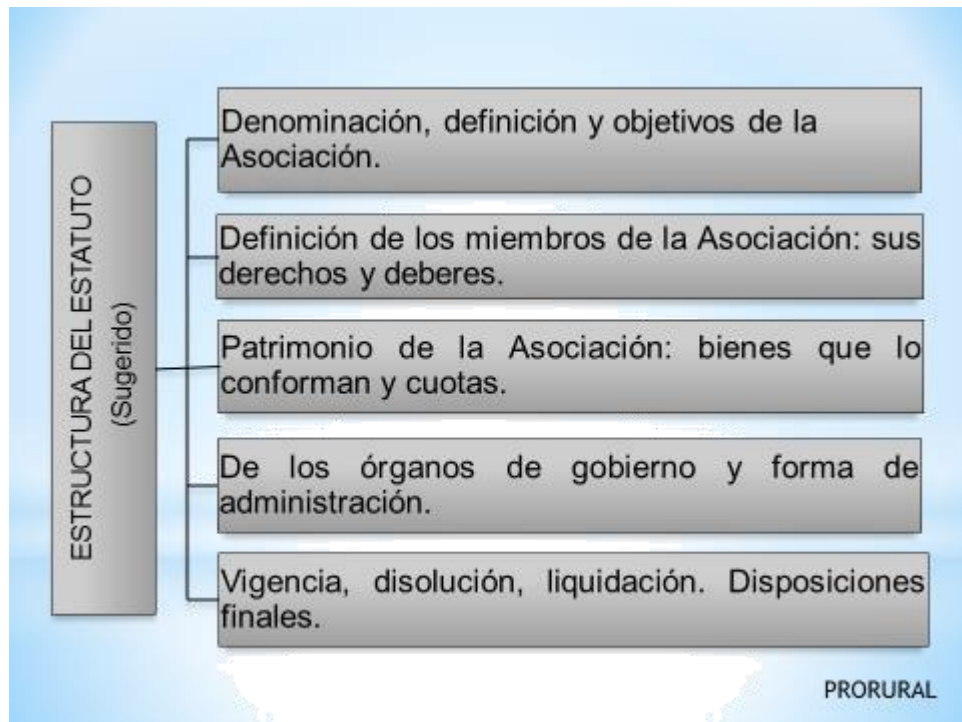 ESTRUCTURA DEL ESTATUTO
(Sugerido)
Denominación, definición y objetivos de la
Asociación.
Definición de los miembros de la Asociación: sus
derechos y deberes.
Patrimonio de la Asociación: bienes que lo
conforman y cuotas.
De los órganos de gobierno y forma de
administración.
Vigencia, disolución, liquidación. Disposiciones
finales.
PRORURAL